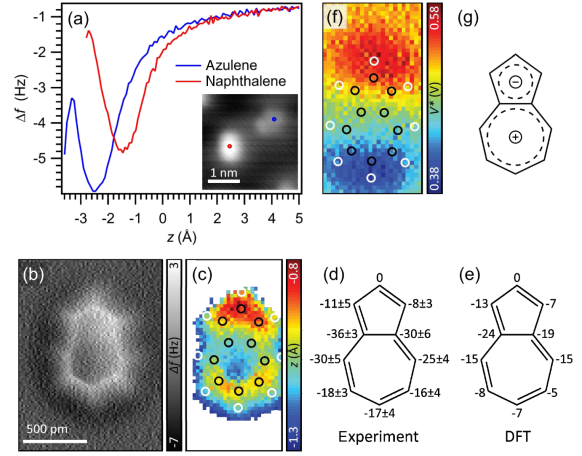 (a)
-1
-2
-3
-4
-5
Δf (Hz)
Azulene
Naphthalene
1 nm
-3 -2 -1 0 1 2 3 4 5
z (Å)
(f)
0.58
V* (V)
0.38
(g)
−
+
(b)
500 pm
3
Δf (Hz)
-7
(c)
-0.8
z (Å)
-1.3
(d)
0
-11±5 -8±3
-36±3 -30±6
-30±5 -25±4
-18±3 -16±4
-17±4
Experiment
(e)
0
-13 -7
-24 -19
-15 -15
-8 -5
-7
DFT